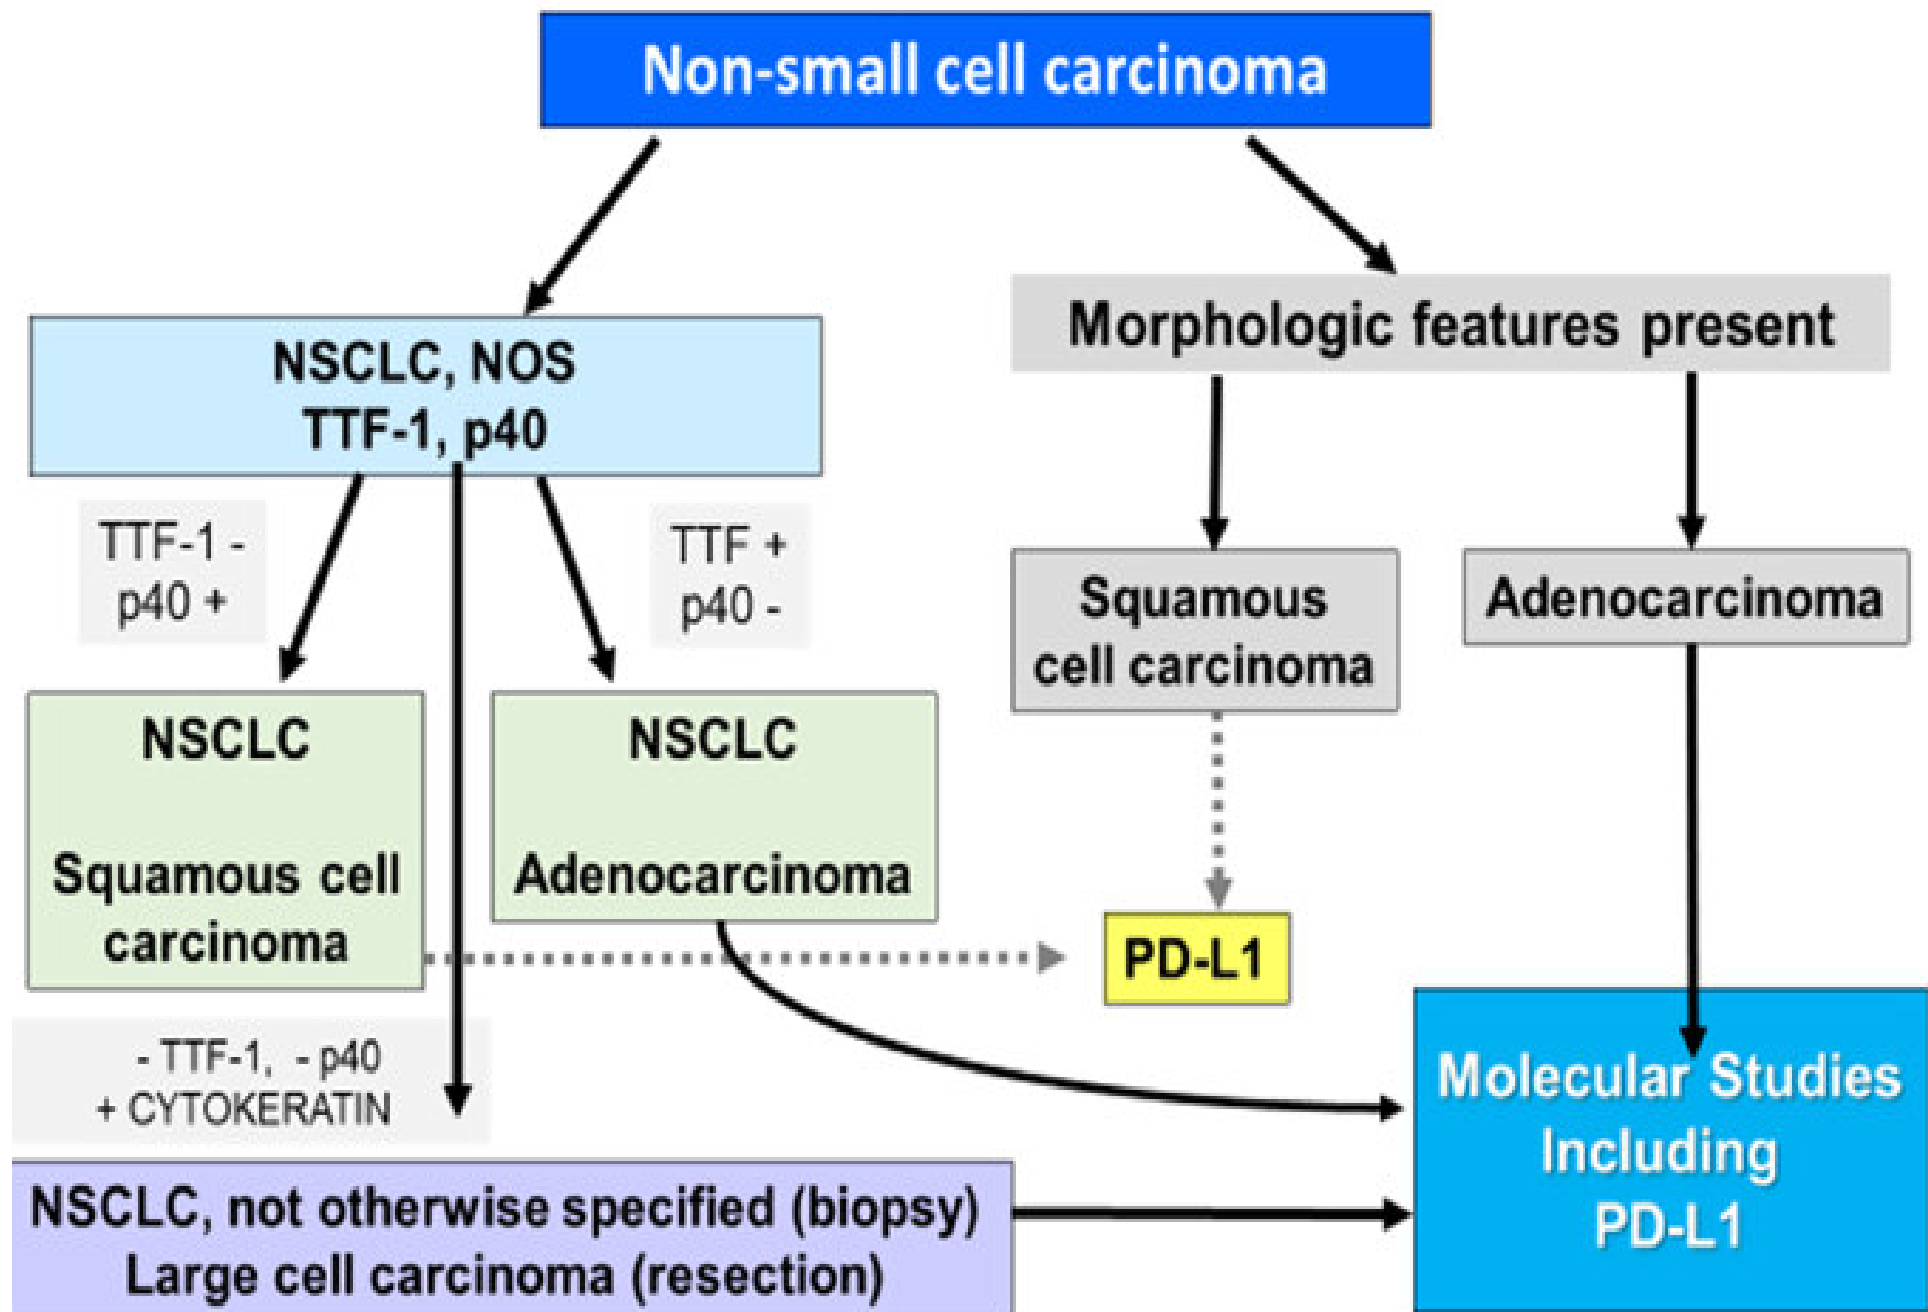 Non-small cell carcinoma
Morphologic features present
NSCLC, NOS
TTF-1, p40
TTF-1 -
p40 +
TTF +
p40 -
Squamous
cell carcinoma
Adenocarcinoma
NSCLC
Squamous cell
carcinoma
NSCLC
Adenocarcinoma
PD-L1
- TTF-1, - p40
+ CYTOKERATIN
Molecular Studies
Including
PD-L1
NSCLC, not otherwise specified (biopsy)
Large cell carcinoma (resection)